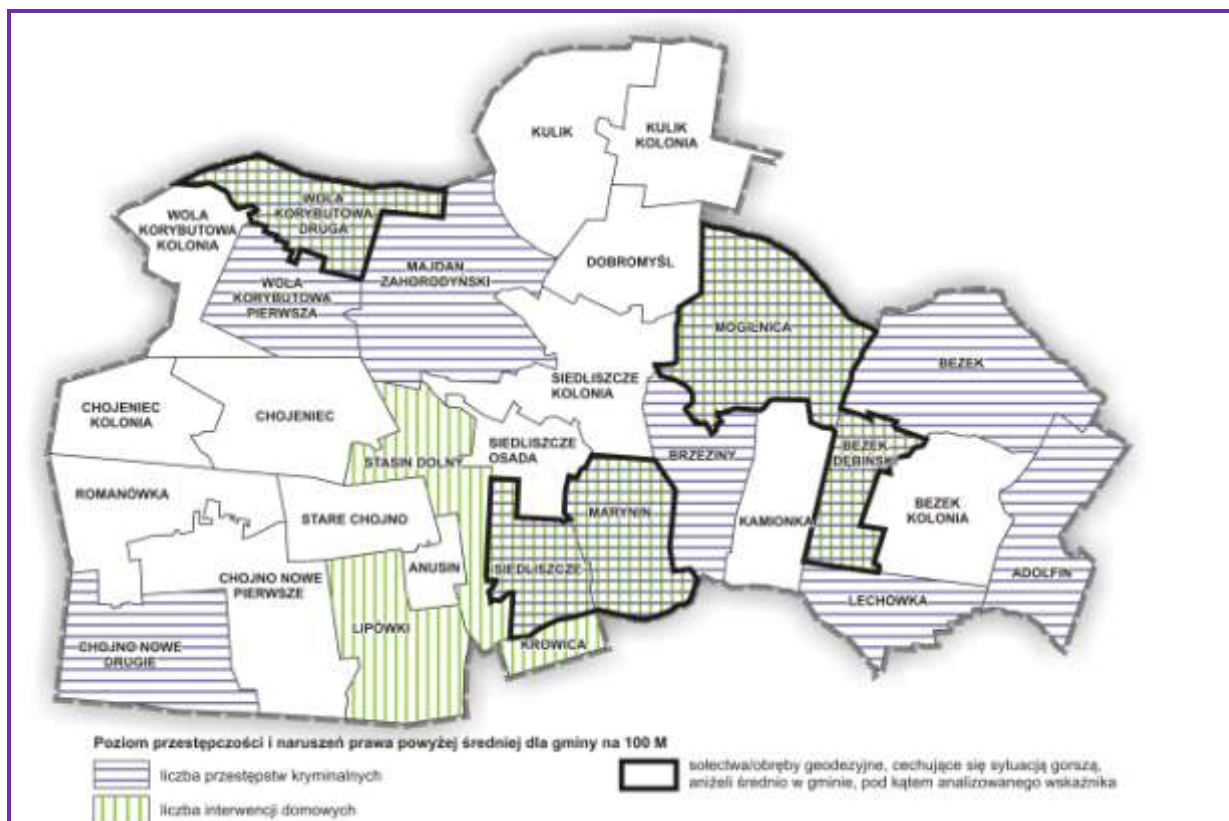 KULIK
KULIK
KOLONIA
WOLA
KORYBUTOWA
DRUGA
WOLA
KORYBUTOWA
KOLONIA
DOBROMYŚL
MAJDAN
ZAHORODYŃSKI
WOLA
KORYBUTOWA
PIERWSZA
MOGILNICA
BEZEK
SIEDLISZCZE
KOLONIA
CHOJENIEC
KOLONIA
CHOJENIEC
SIEDLISZCZE
OSADA
STASIN DOLNY
BRZEZINY
BEZEK
DĘBIŃSKI
ROMANÓWKA
STARE CHOJNO
MARYNIN
KAMIONKA
BEZEK
KOLONIA
ANUSIN
SIEDLISZCZE
ADOLFIN
CHOJNO NOWE
PIERWSZE
LECHÓWKA
LIPÓWKI
KROWICA
CHOJNO NOWE
DRUGIE
Poziom przestępczości i naruszeń prawa powyżej średniej dla gminy na 100 M
liczba przestępstw kryminalnych
liczba interwencji domowych
sołectwa/obręby geodezyjne, cechujące się sytuacją gorszą,
aniżeli średnio w gminie, pod kątem analizowanego wskaźnika